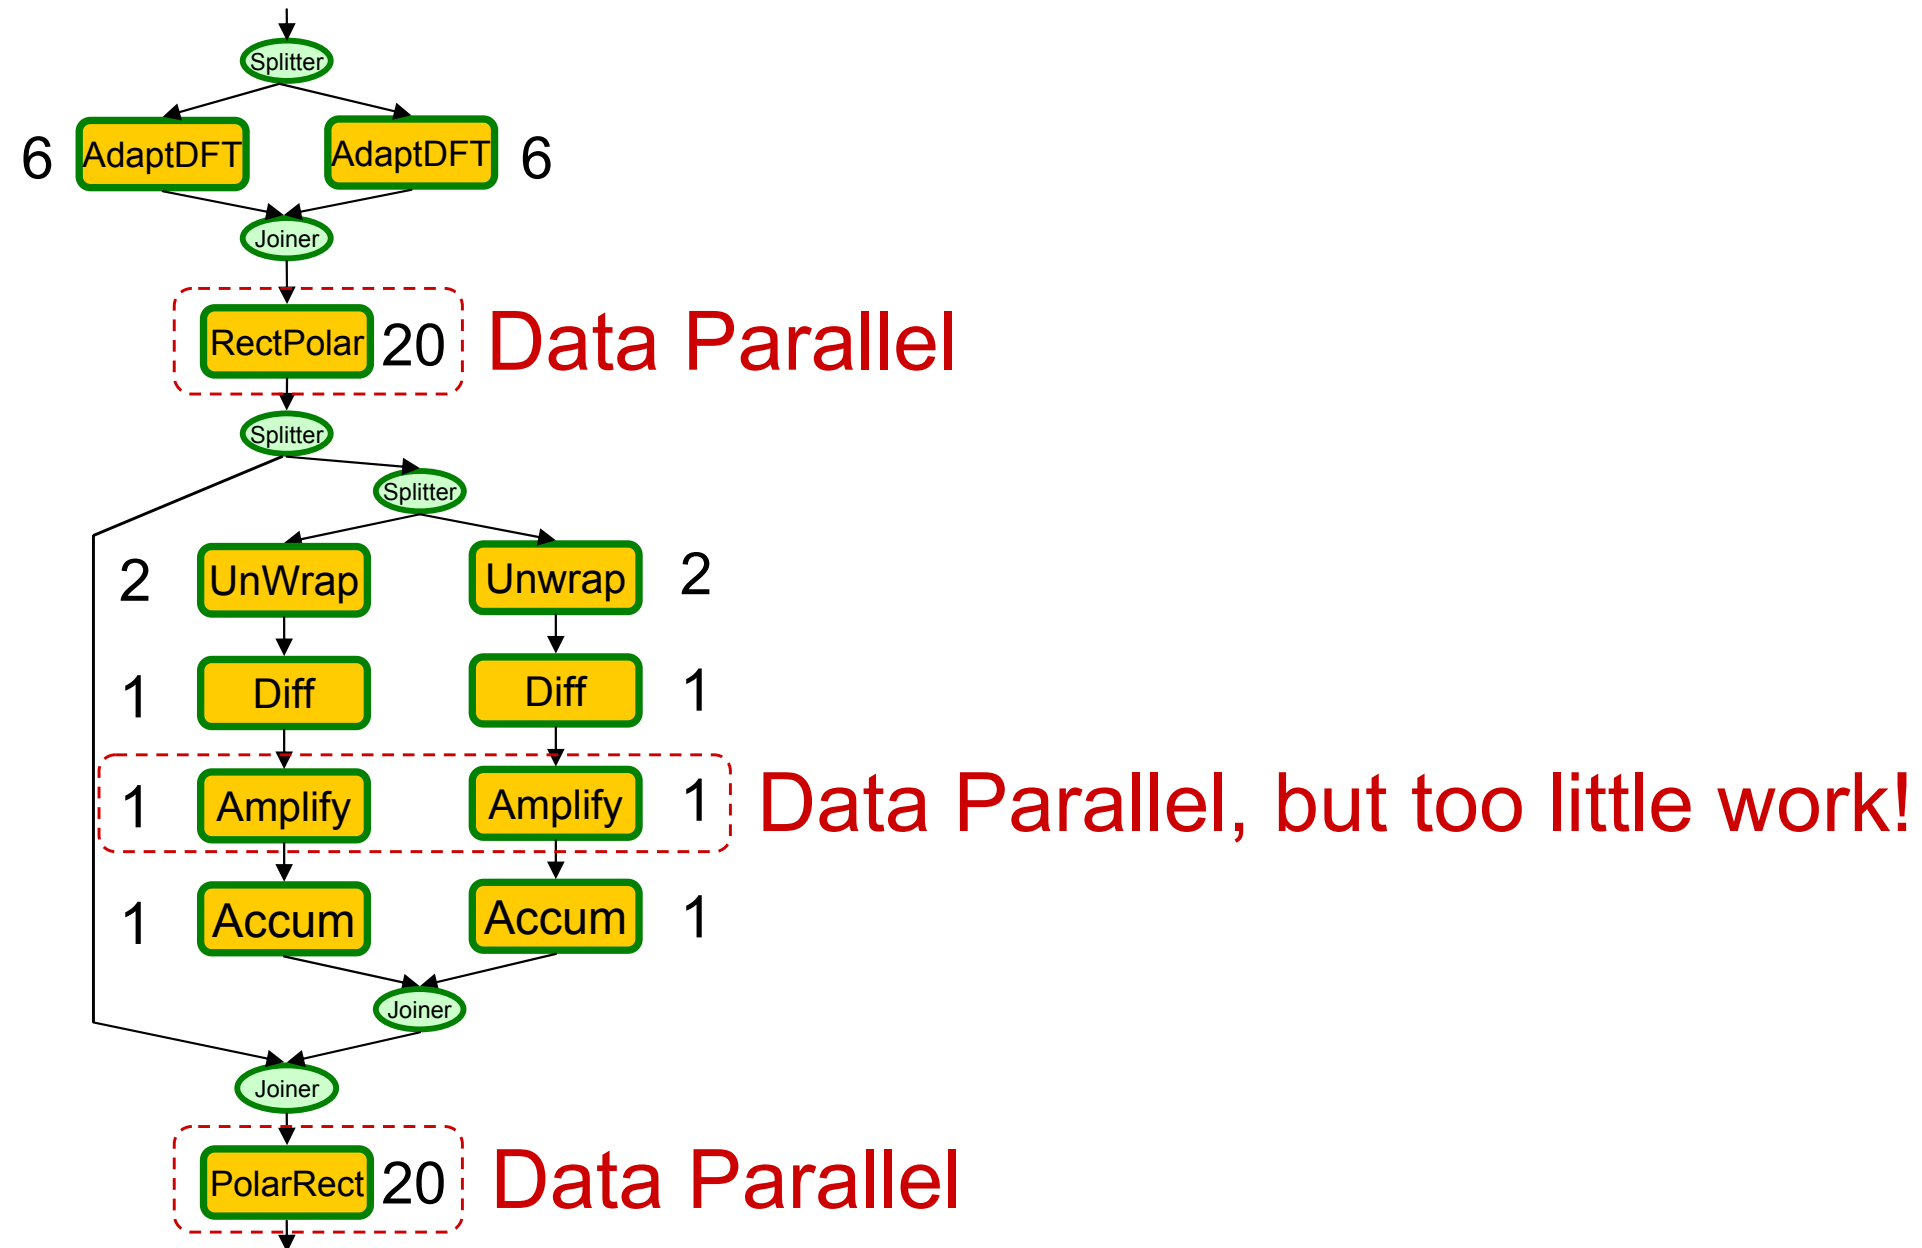 Splitter
6 AdaptDFT AdaptDFT 6
Joiner
RectPolar 20 Data Parallel
Splitter
Splitter
2 UnWrap Unwrap 2
1 Diff Diff 1
1 Amplify Amplify 1 Data Parallel, but too little work!
1 Accum Accum 1
Joiner
Joiner
PolarRect 20 Data Parallel